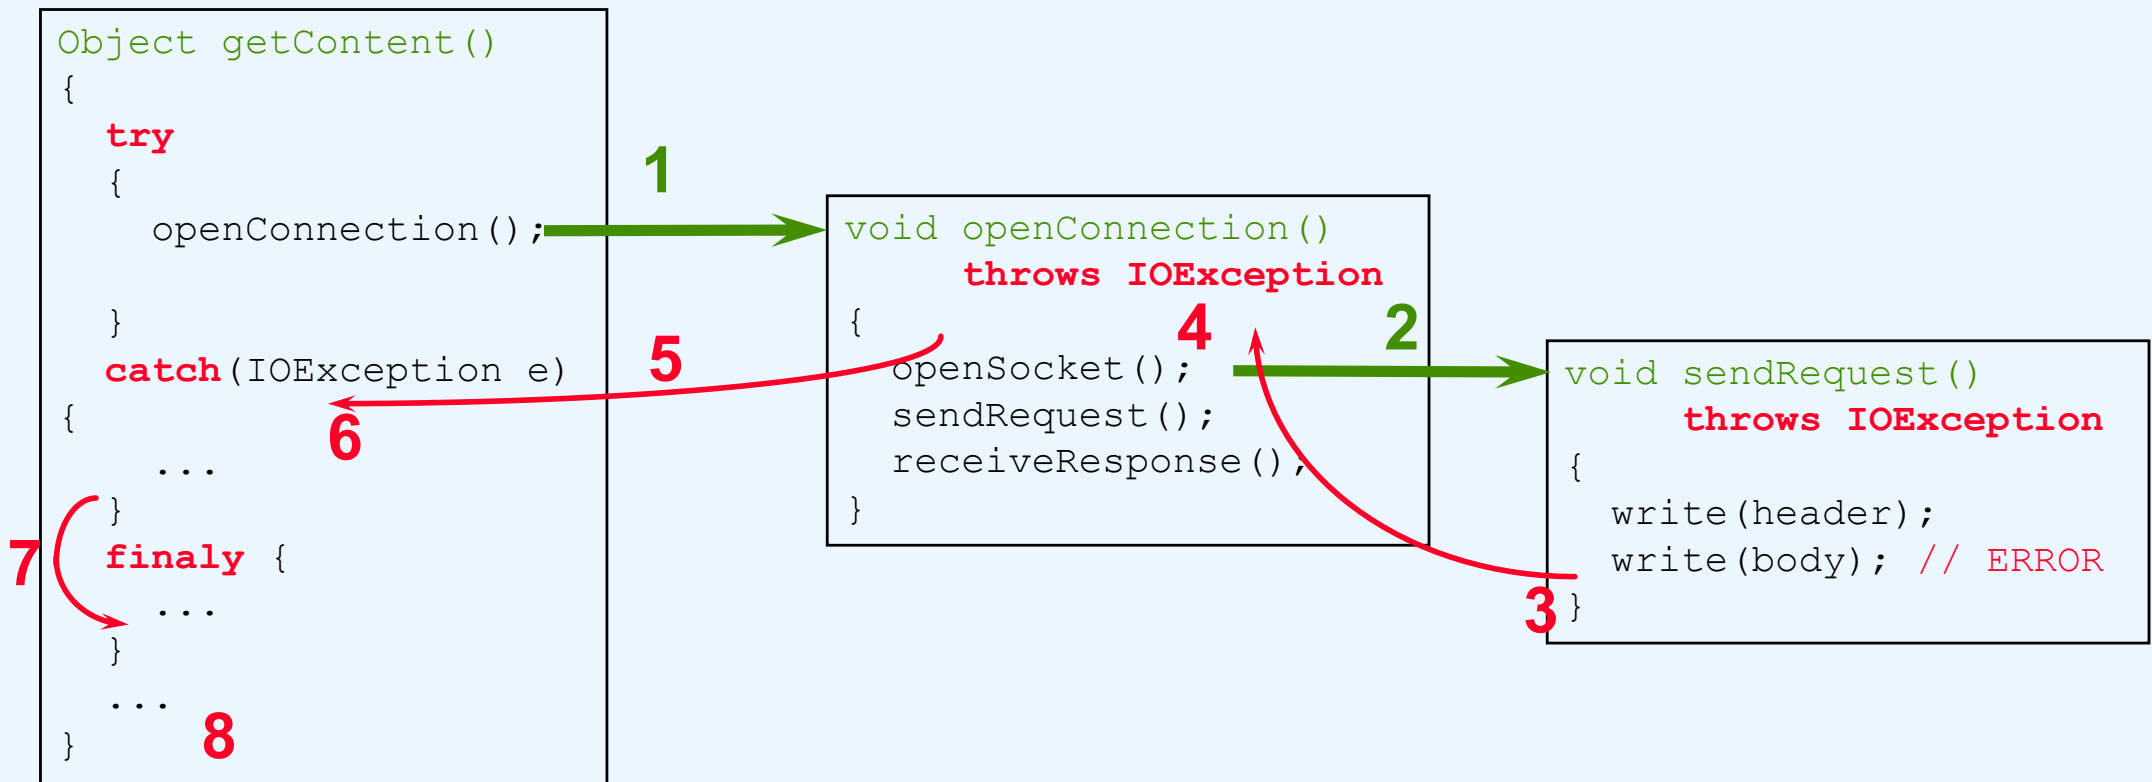 Object getContent()
{
try
{
openConnection();
}
catch(IOException e)
{
...
}
finaly {
...
}
...
}
1
void openConnection()
throws IOException
{
openSocket();
sendRequest();
receiveResponse();
}
2
void sendRequest()
throws IOException
{
write(header);
write(body); // ERROR
}
3
4
5
6
7
8